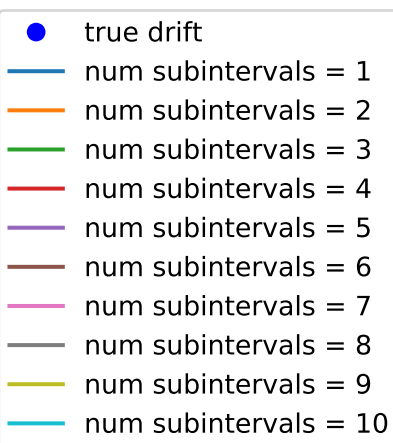 true drift
num subintervals = 1
num subintervals = 2
num subintervals = 3
num subintervals = 4
num subintervals = 5
num subintervals = 6
num subintervals = 7
num subintervals = 8
num subintervals = 9
num subintervals = 10